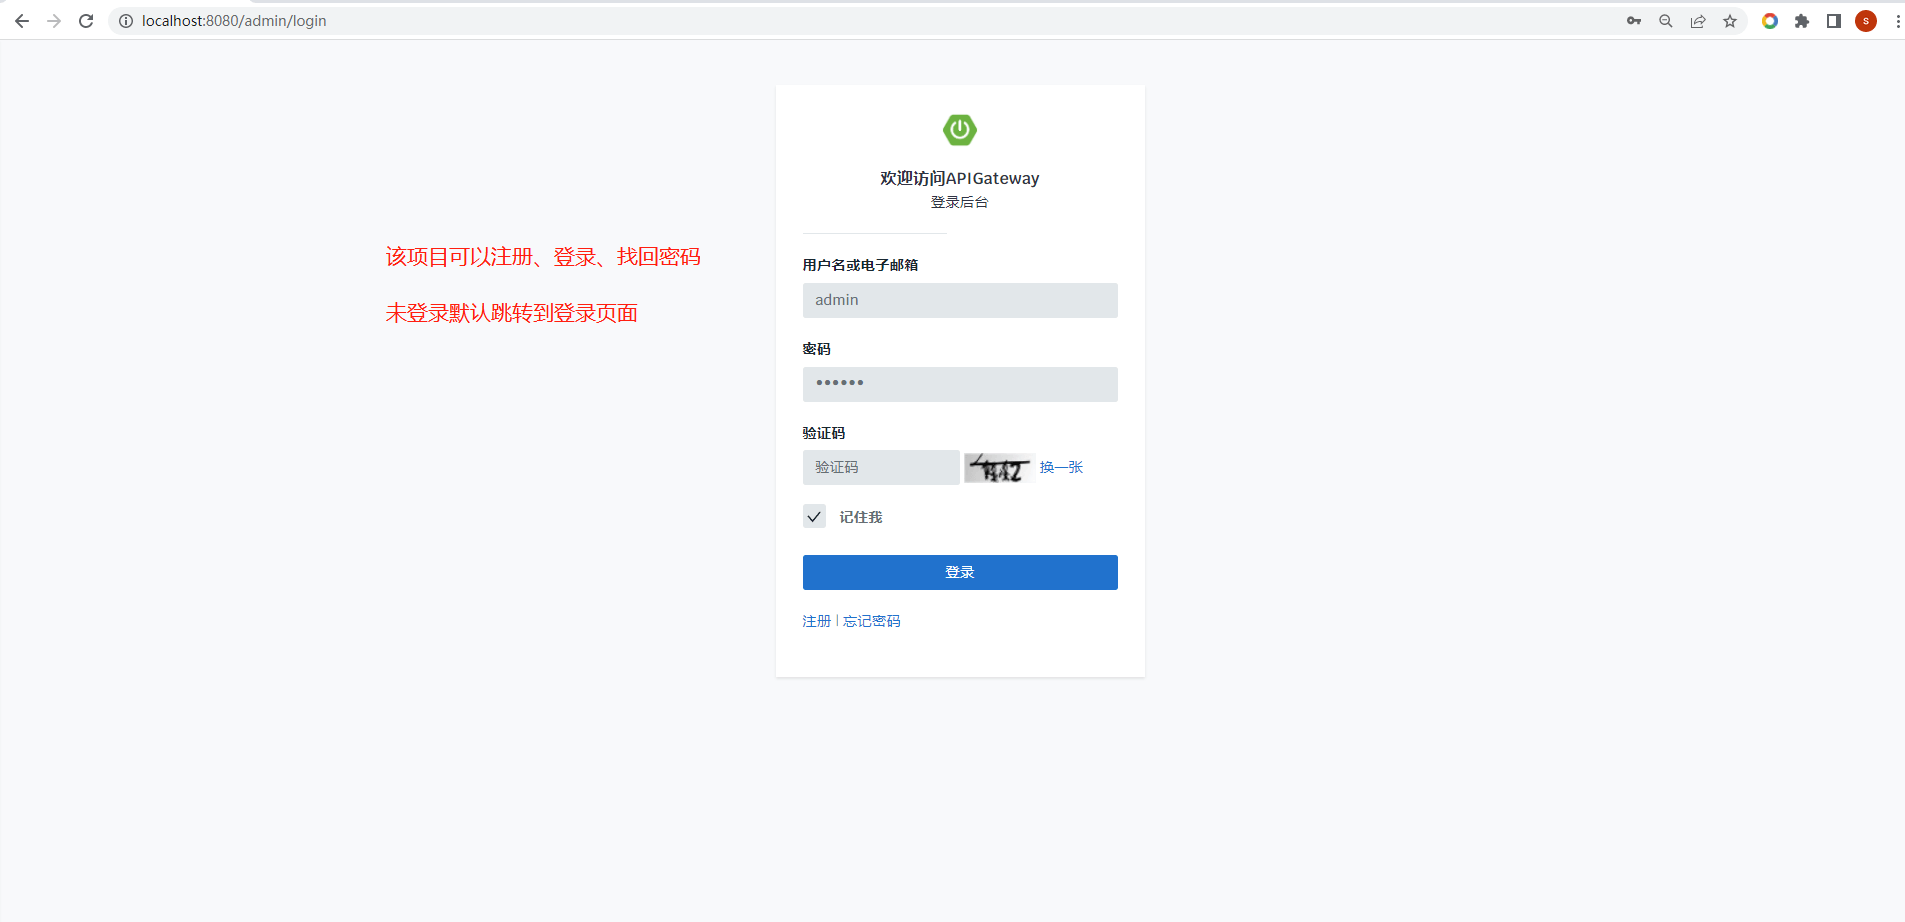 localhost:8080/admin/login
S
欢迎访问APIGateway
登录后台
该项目可以注册、登录、找回密码
未登录默认跳转到登录页面
用户名或电子邮箱
admin
密码
••••••
验证码
验证码 换一张
记住我
登录
注册 | 忘记密码